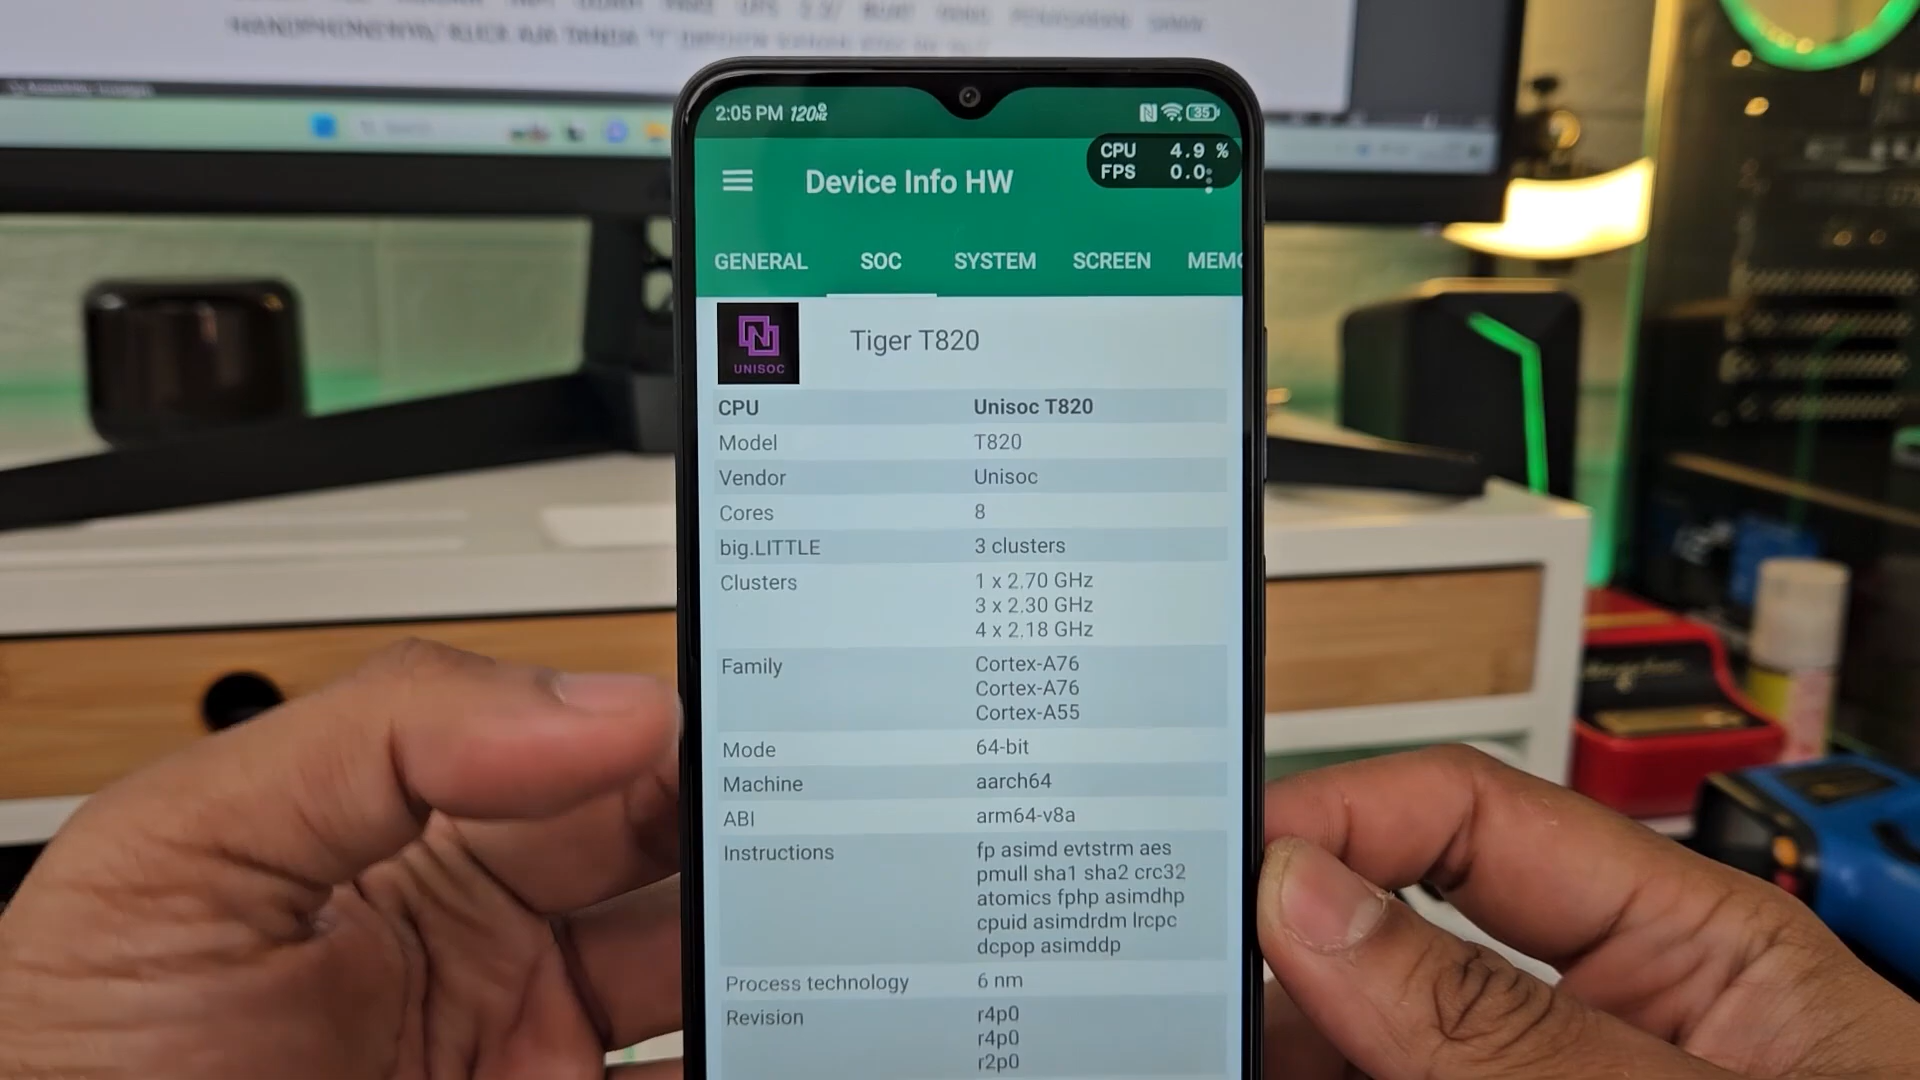 2:05 PM 120Hz
35
CPU 4.9 %
FPS 0.0
Device Info HW
GENERAL SOC SYSTEM SCREEN MEMO
UNISOC
Tiger T820
CPU Unisoc T820
Model T820
Vendor Unisoc
Cores 8
big.LITTLE 3 clusters
Clusters 1 x 2.70 GHz
3 x 2.30 GHz
4 x 2.18 GHz
Family Cortex-A76
Cortex-A76
Cortex-A55
Mode 64-bit
Machine aarch64
ABI arm64-v8a
Instructions fp asimd evtstrm aes
pmull sha1 sha2 crc32
atomics fphp asimdhp
cpuid asimdrdm lrcpc
dcpop asimddp
Process technology 6 nm
Revision r4p0
r4p0
r2p0